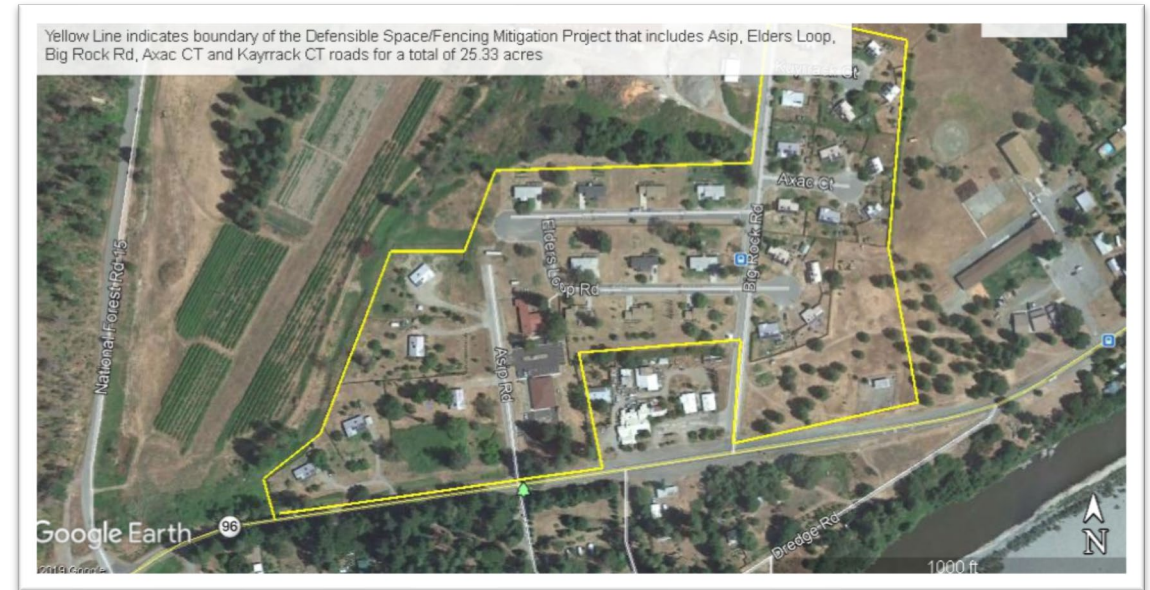 Yellow Line indicates boundary of the Defensible Space/Fencing Mitigation Project that includes Asip, Elders Loop,
Big Rock Rd, Axac CT and Kayrrack CT roads for a total of 25.33 acres
Ct
Axac Ct
National Forest Rd 15
Elders Lo
Big Rock Rd
Rd
Asip Rd
96
Dredge Rd
Google Earth
N
2019 Google
1000 ft